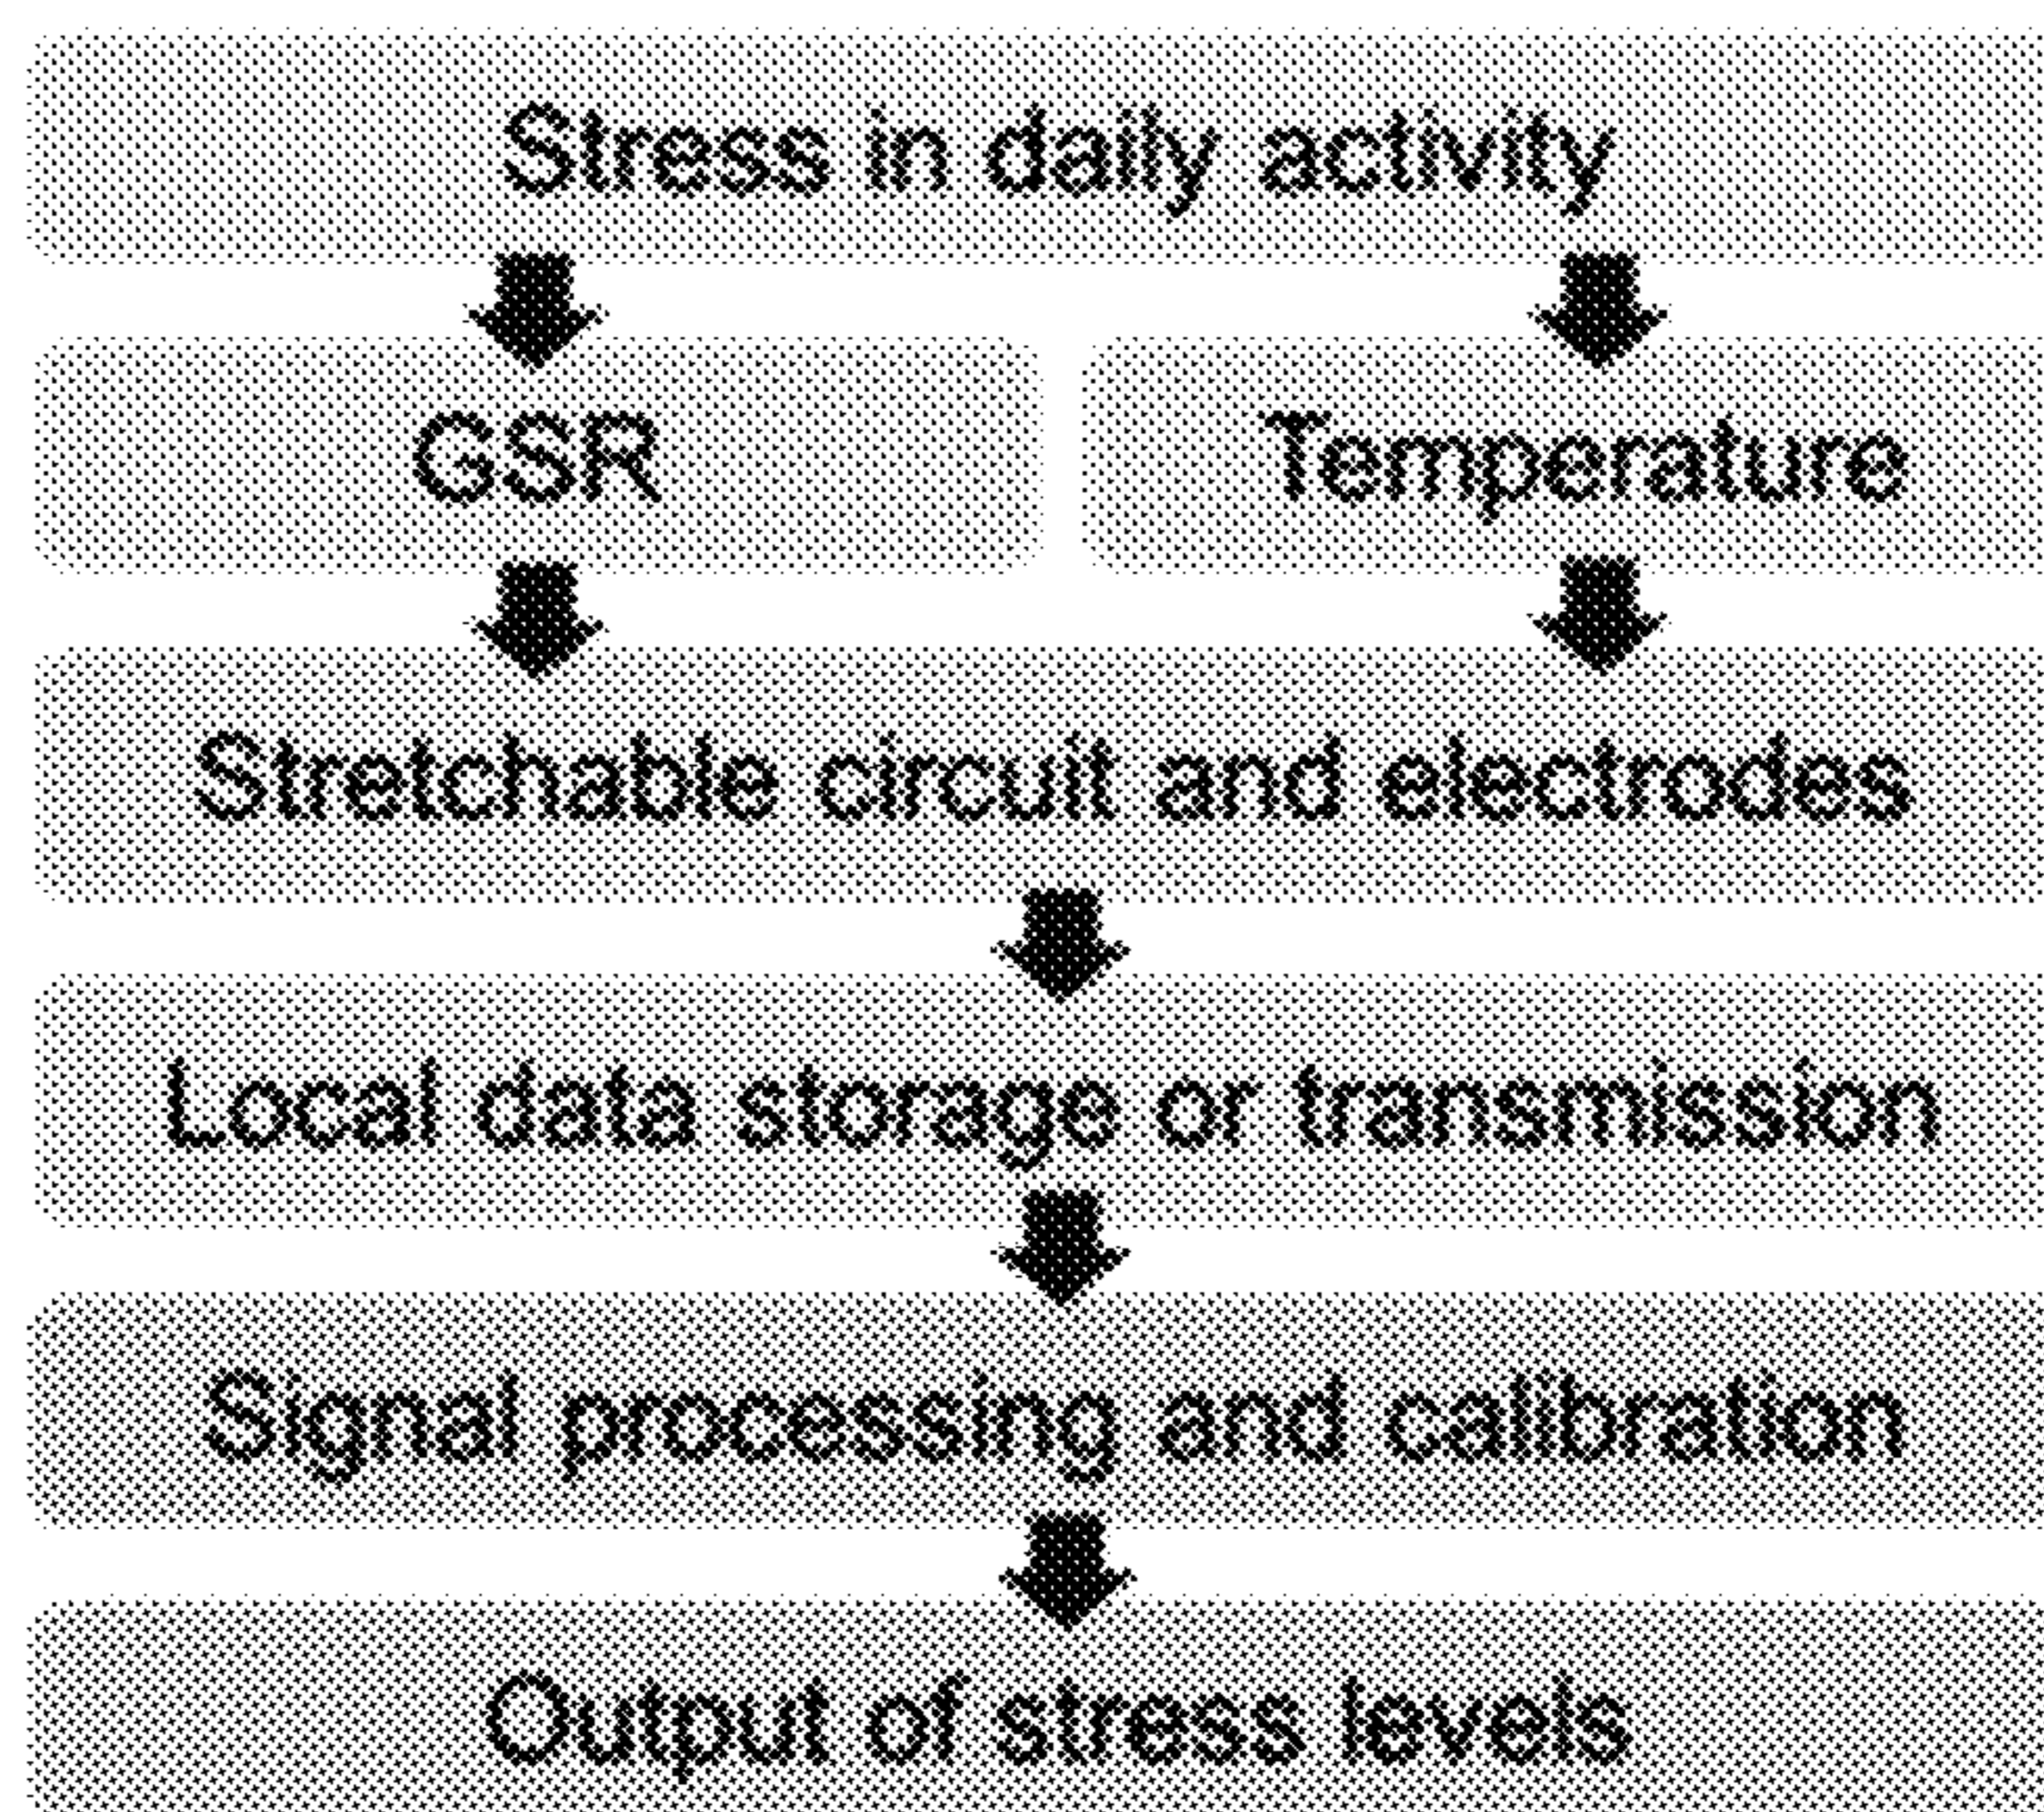 Stress in daily activity
GSR
Temperature
Stretchable circuit and electrodes
Local data storage or transmission
Signal processing and calibration
Output of stress levels